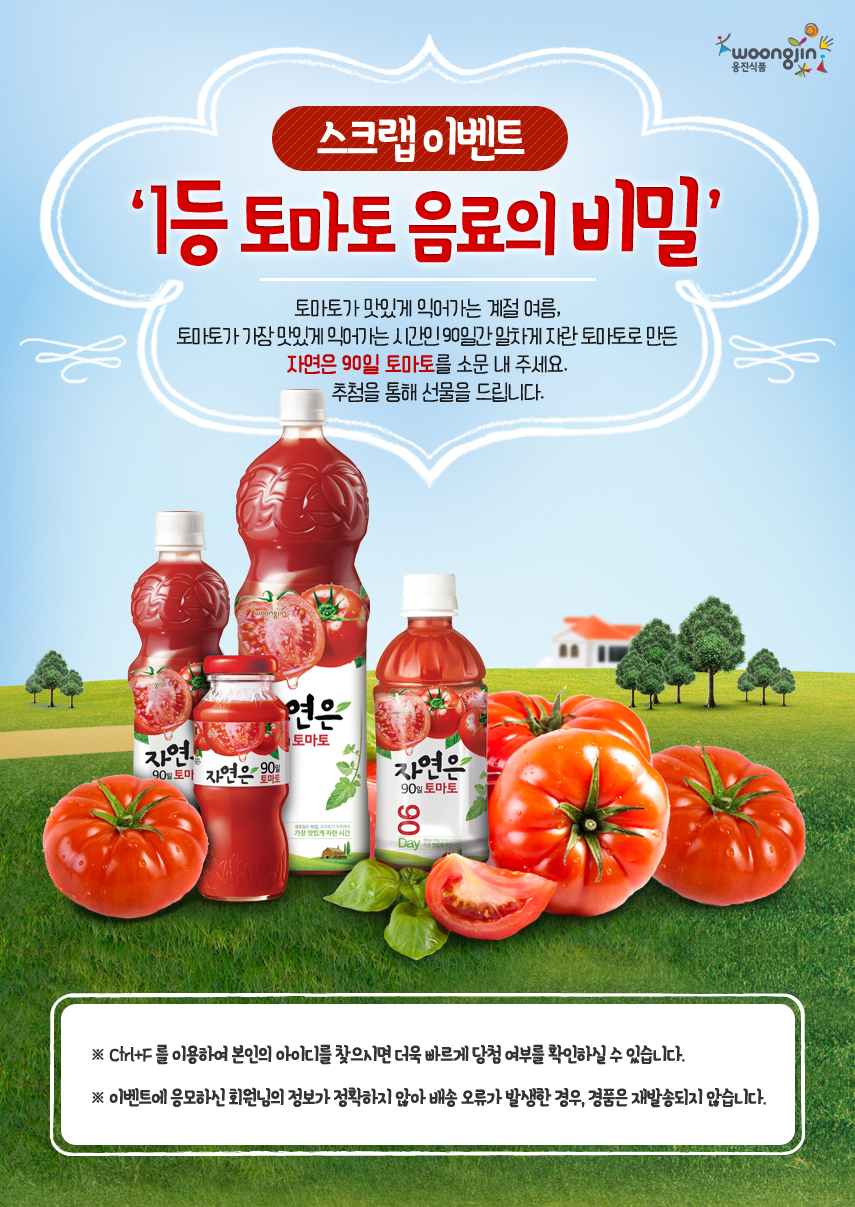 woongjin
웅진식품
스크랩 이벤트
'1등 토마토 음료의 비밀'
토마토가 맛있게 익어가는 계절 여름,
토마토가 가장 맛있게 익어가는 시간인 90일간 알차게 자란 토마토로 만든
자연은 90일 토마토를 소문 내 주세요.
추첨을 통해 선물을 드립니다.
woongjin
자연은
90일 토마
자연은 90일
토마토
연은
토마토
가장 맛있게 자란 시간
자연은
90일 토마토
90
Day
※ Ctrl+F 를 이용하여 본인의 아이디를 찾으시면 더욱 빠르게 당첨 여부를 확인하실 수 있습니다.
※ 이벤트에 응모하신 회원님의 정보가 정확하지 않아 배송 오류가 발생한 경우, 경품은 재발송되지 않습니다.